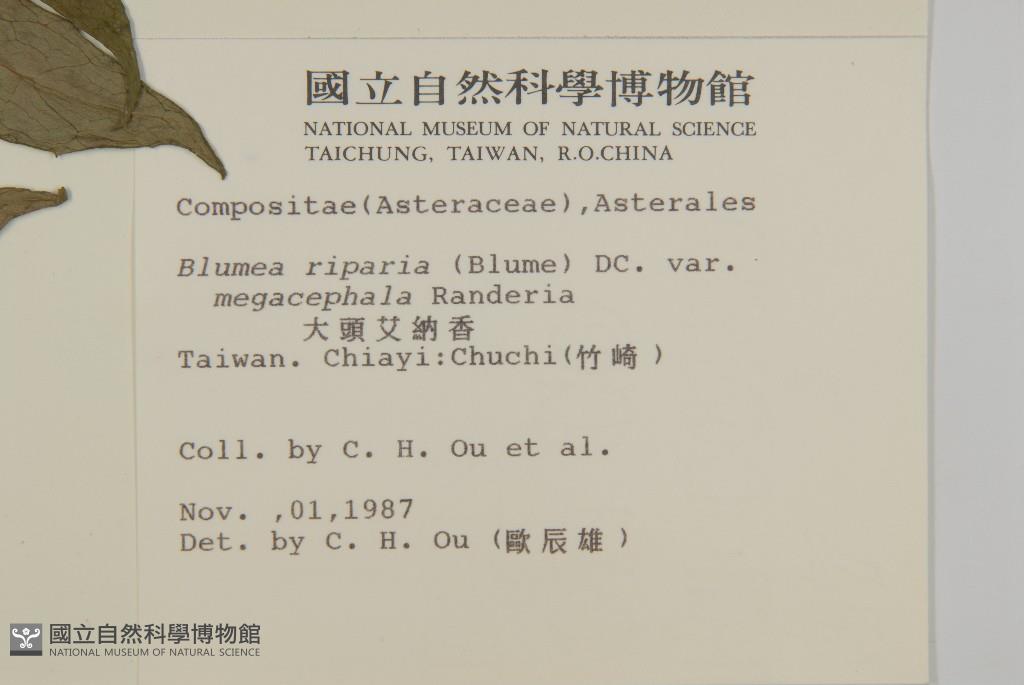 國立自然科學博物館
NATIONAL MUSEUM OF NATURAL SCIENCE
TAICHUNG, TAIWAN, R.O.CHINA
Compositae(Asteraceae),Asterales
Blumea riparia (Blume) DC. var.
megacephala Randeria
大頭艾納香
Taiwan. Chiayi:Chuchi(竹崎)
Coll. by C. H. Ou et al.
Nov. ,01,1987
Det. by C. H. Ou (歐辰雄)
國立自然科學博物館
NATIONAL MUSEUM OF NATURAL SCIENCE